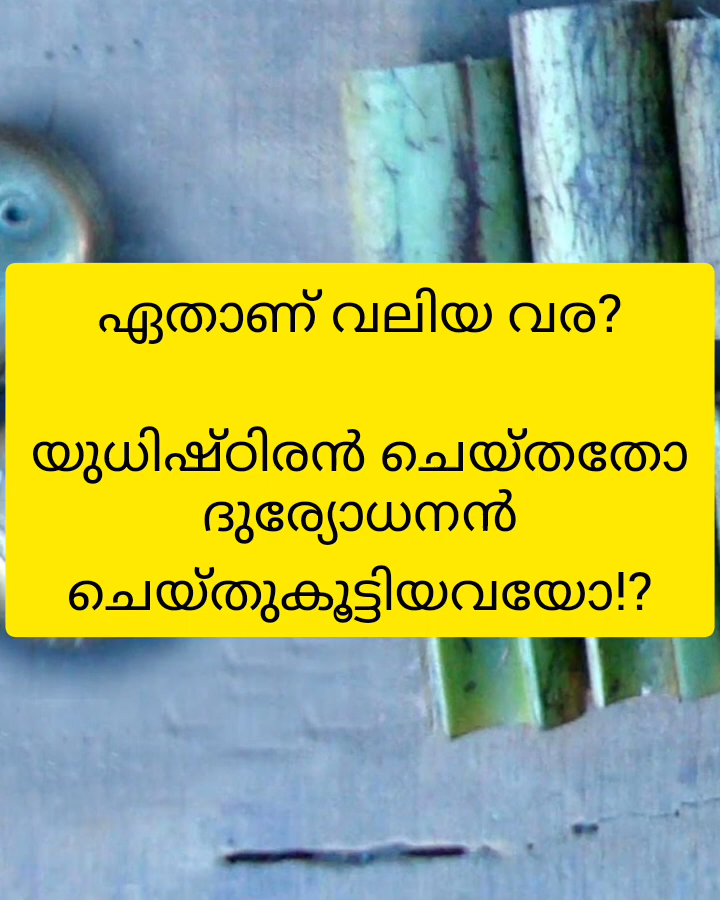 ഏതാണ് വലിയ വര?
യുധിഷ്ഠിരൻ ചെയ്തതോ
ദുര്യോധനൻ
ചെയ്തുകൂട്ടിയവയോ!?